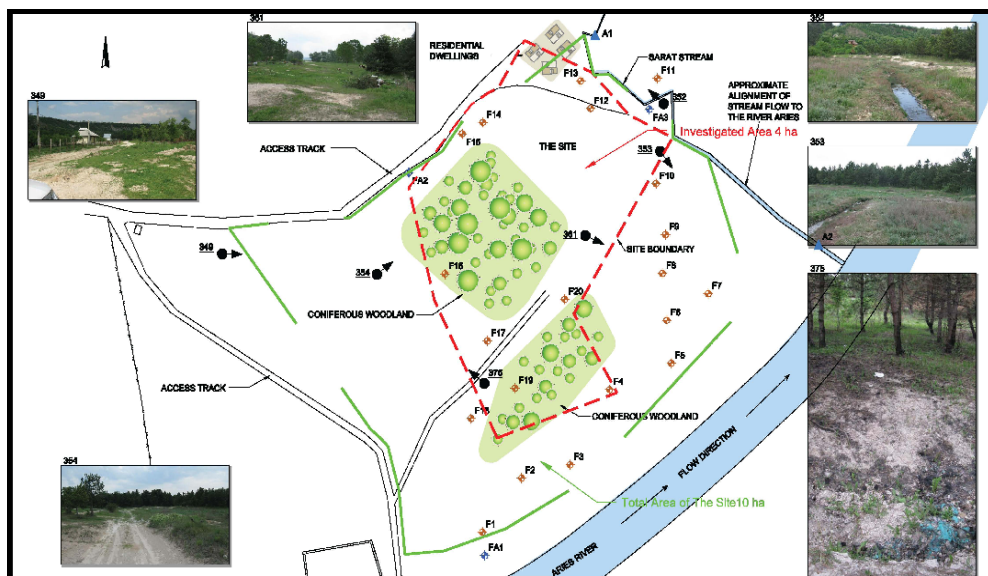 351
352
349
353
375
354
A1
RESIDENTIAL
DWELLINGS
SARAT STREAM
F13
F11
F12
352
FA3
APPROXIMATE
ALIGNMENT OF
STREAM FLOW TO
THE RIVER ARIES
F14
F15
THE SITE
Investigated Area 4 ha
ACCESS TRACK
353
FA2
F10
349
361
F9
SITE BOUNDARY
A2
354
F16
F8
F20
F7
CONIFEROUS WOODLAND
F6
F17
F5
376
ACCESS TRACK
F19
F4
F18
CONIFEROUS WOODLAND
FLOW DIRECTION
F3
F2
Total Area of The Site10 ha
F1
FA1
ARIES RIVER